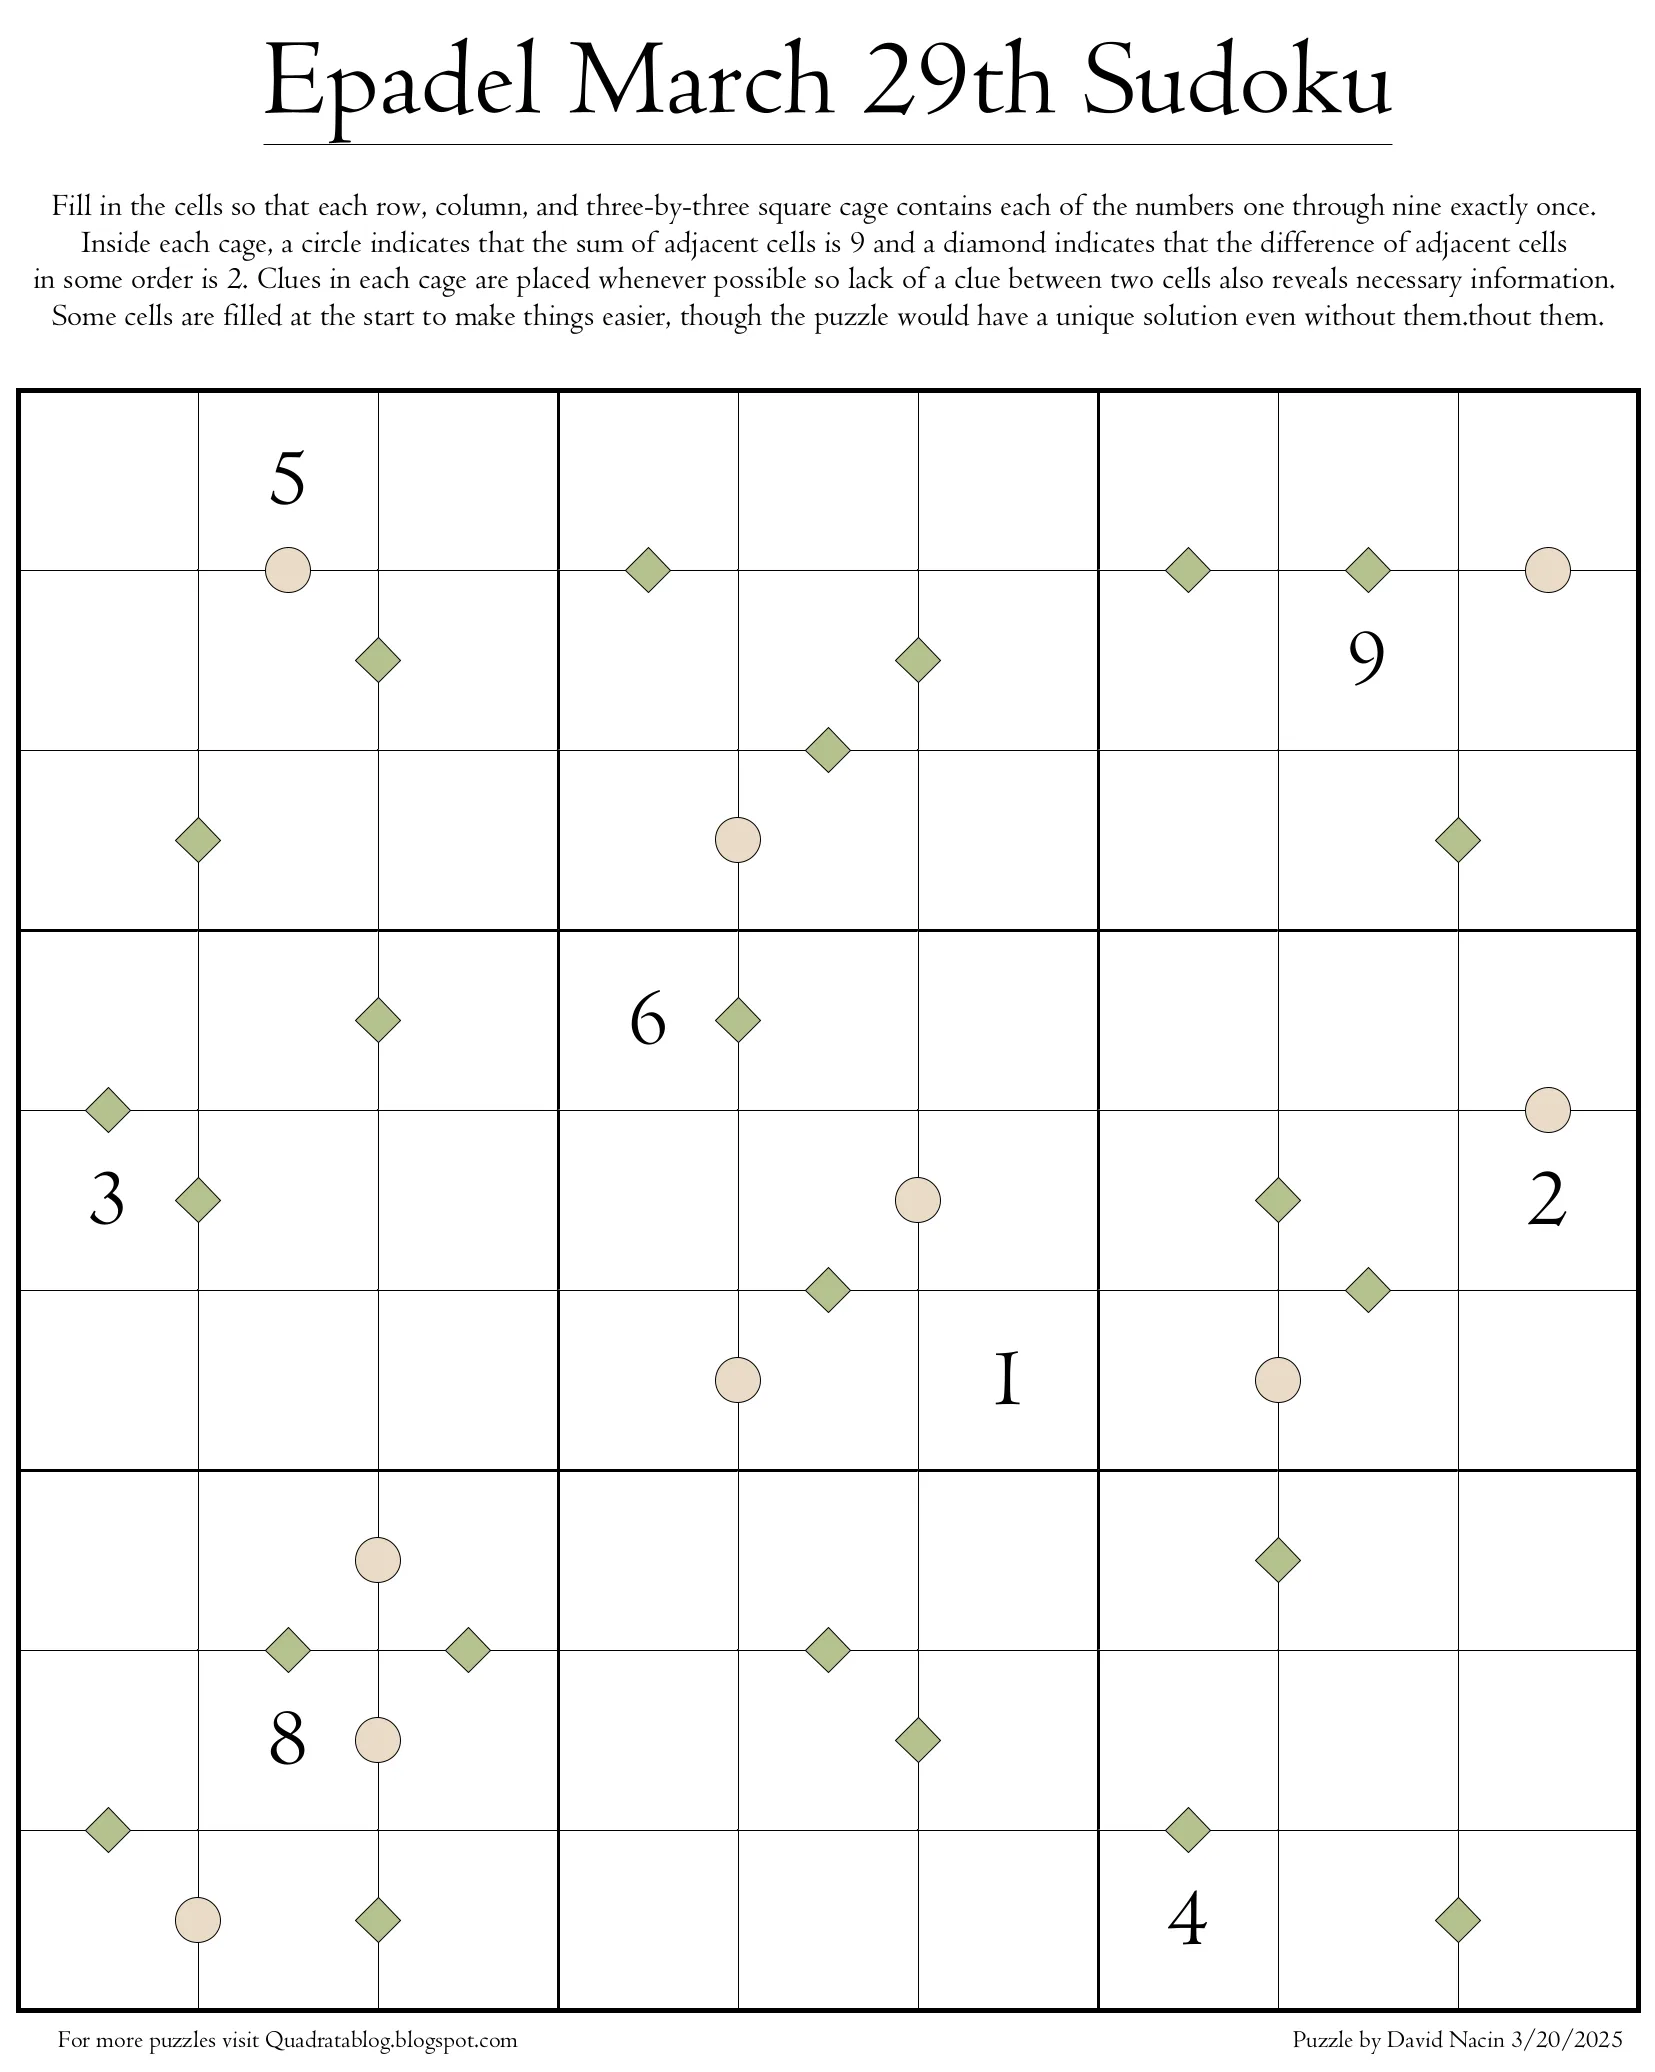 Epadel March 29th Sudoku
Fill in the cells so that each row, column, and three-by-three square cage contains each of the numbers one through nine exactly once.
Inside each cage, a circle indicates that the sum of adjacent cells is 9 and a diamond indicates that the difference of adjacent cells
in some order is 2. Clues in each cage are placed whenever possible so lack of a clue between two cells also reveals necessary information.
Some cells are filled at the start to make things easier, though the puzzle would have a unique solution even without them.thout them.
5
9
6
3 2
1
8
4
For more puzzles visit Quadratablog.blogspot.com Puzzle by David Nacin 3/20/2025